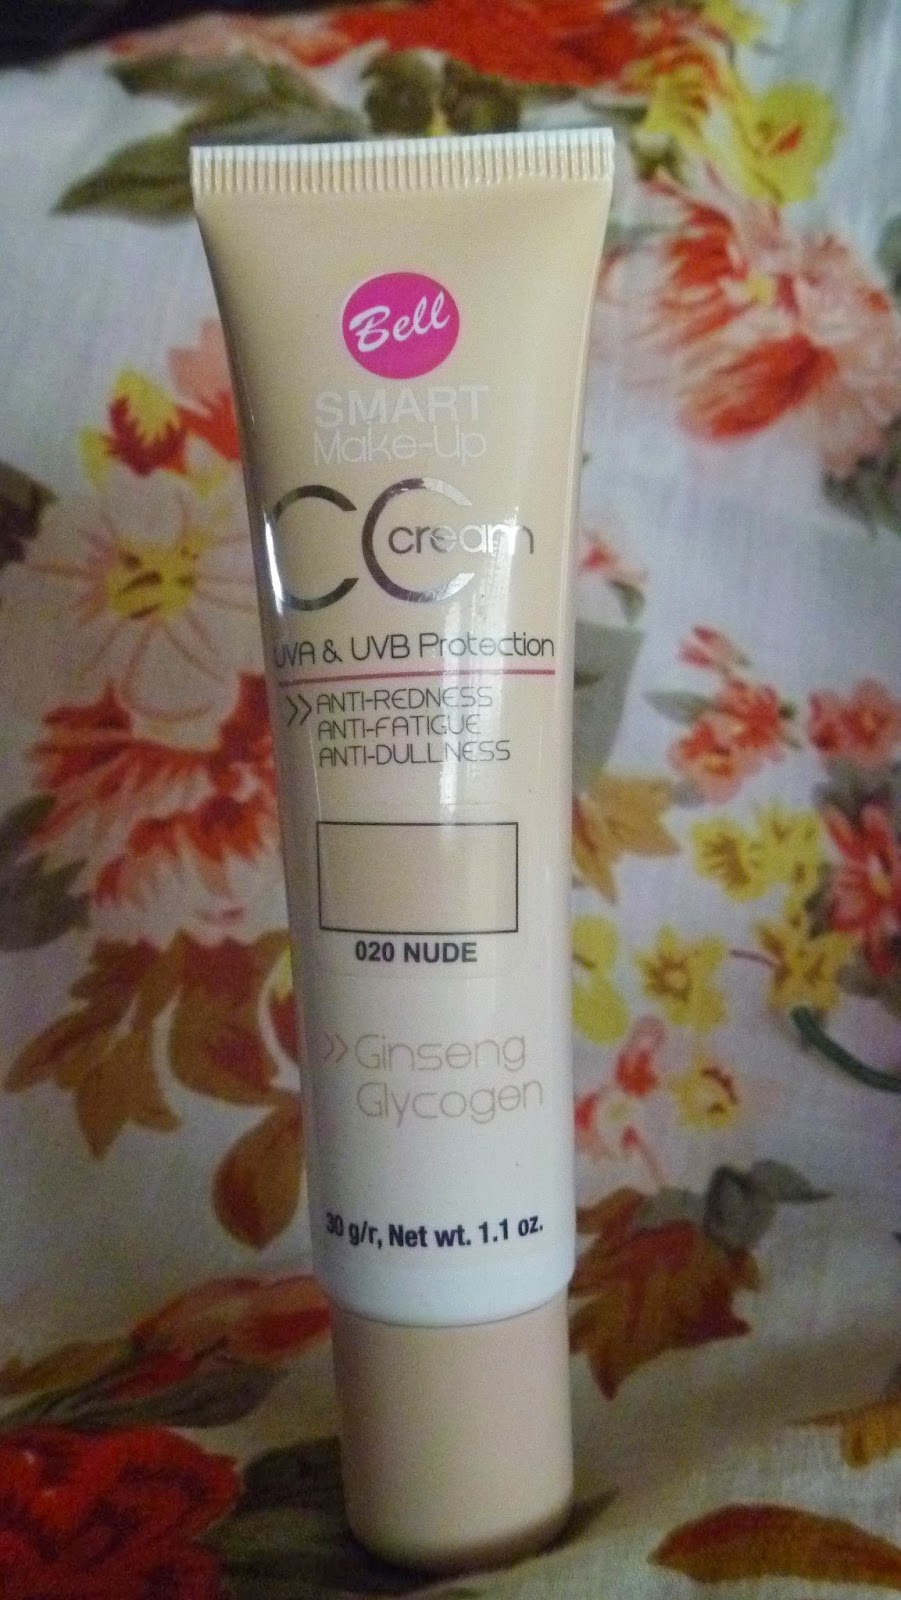 Bell
SMART
Make-Up
CC cream
UVA & UVB Protection
>> ANTI-REDNESS
ANTI-FATIGUE
ANTI-DULLNESS
020 NUDE
>> Ginseng
Glycogen
30 g/r, Net wt. 1.1 oz.